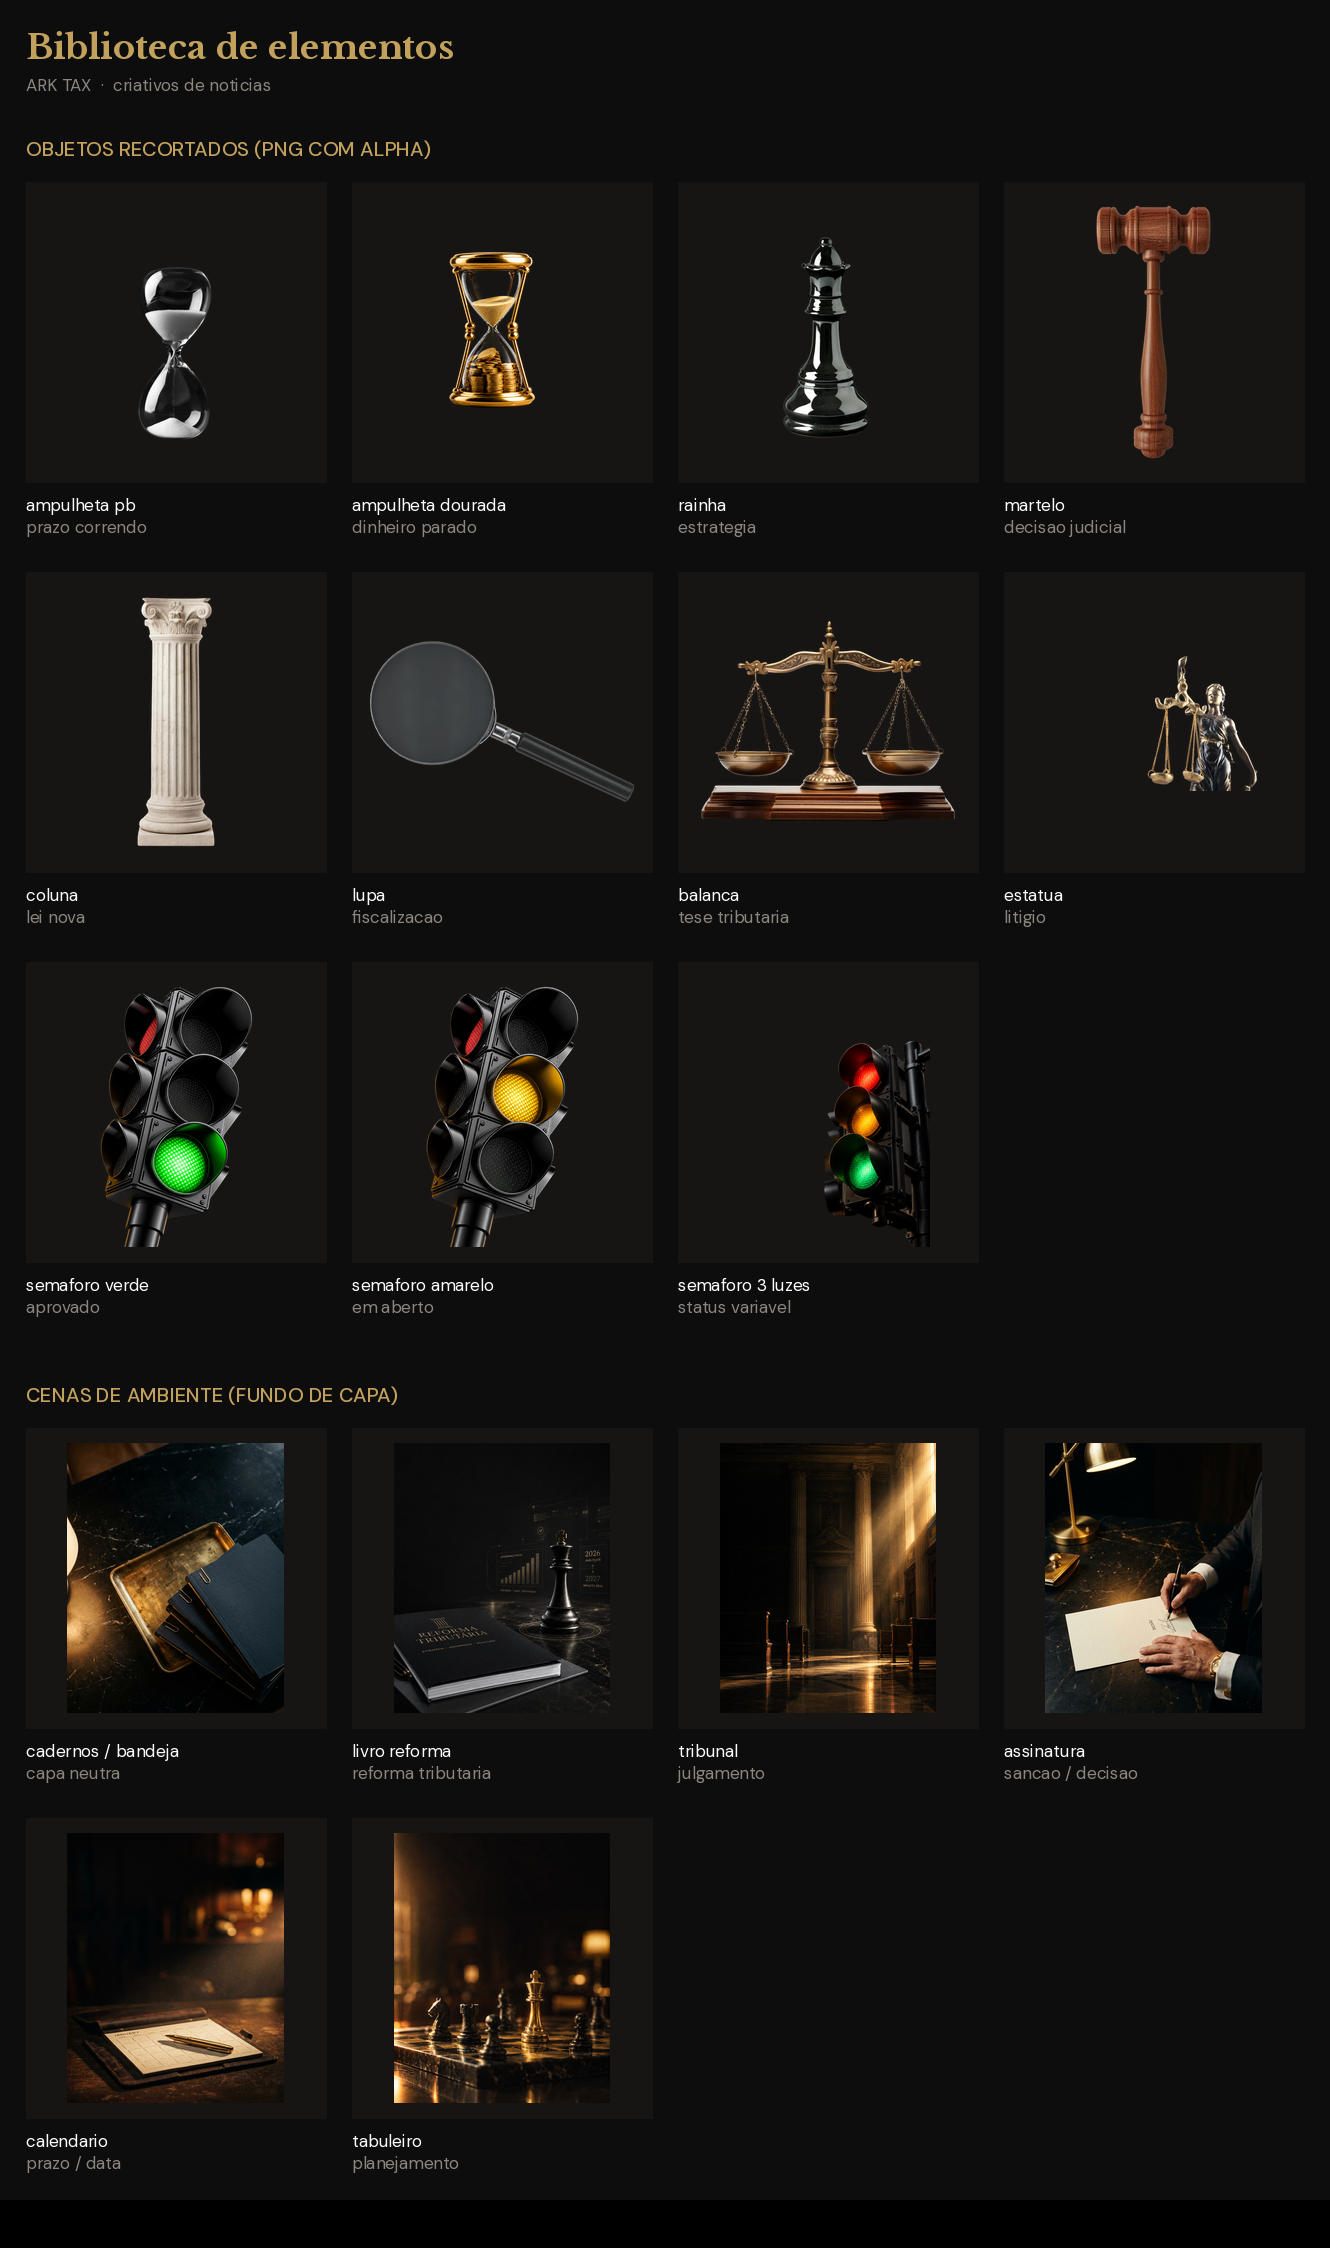 Biblioteca de elementos
ARK TAX · criativos de noticias
OBJETOS RECORTADOS (PNG COM ALPHA)
ampulheta pb
prazo correndo
ampulheta dourada
dinheiro parado
rainha
estrategia
martelo
decisao judicial
coluna
lei nova
lupa
fiscalizacao
balanca
tese tributaria
estatua
litigio
semaforo verde
aprovado
semaforo amarelo
em aberto
semaforo 3 luzes
status variavel
CENAS DE AMBIENTE (FUNDO DE CAPA)
2026
2027
REFORMA
TRIBUTÁRIA
cadernos / bandeja
capa neutra
livro reforma
reforma tributaria
tribunal
julgamento
assinatura
sancao / decisao
calendario
prazo / data
tabuleiro
planejamento